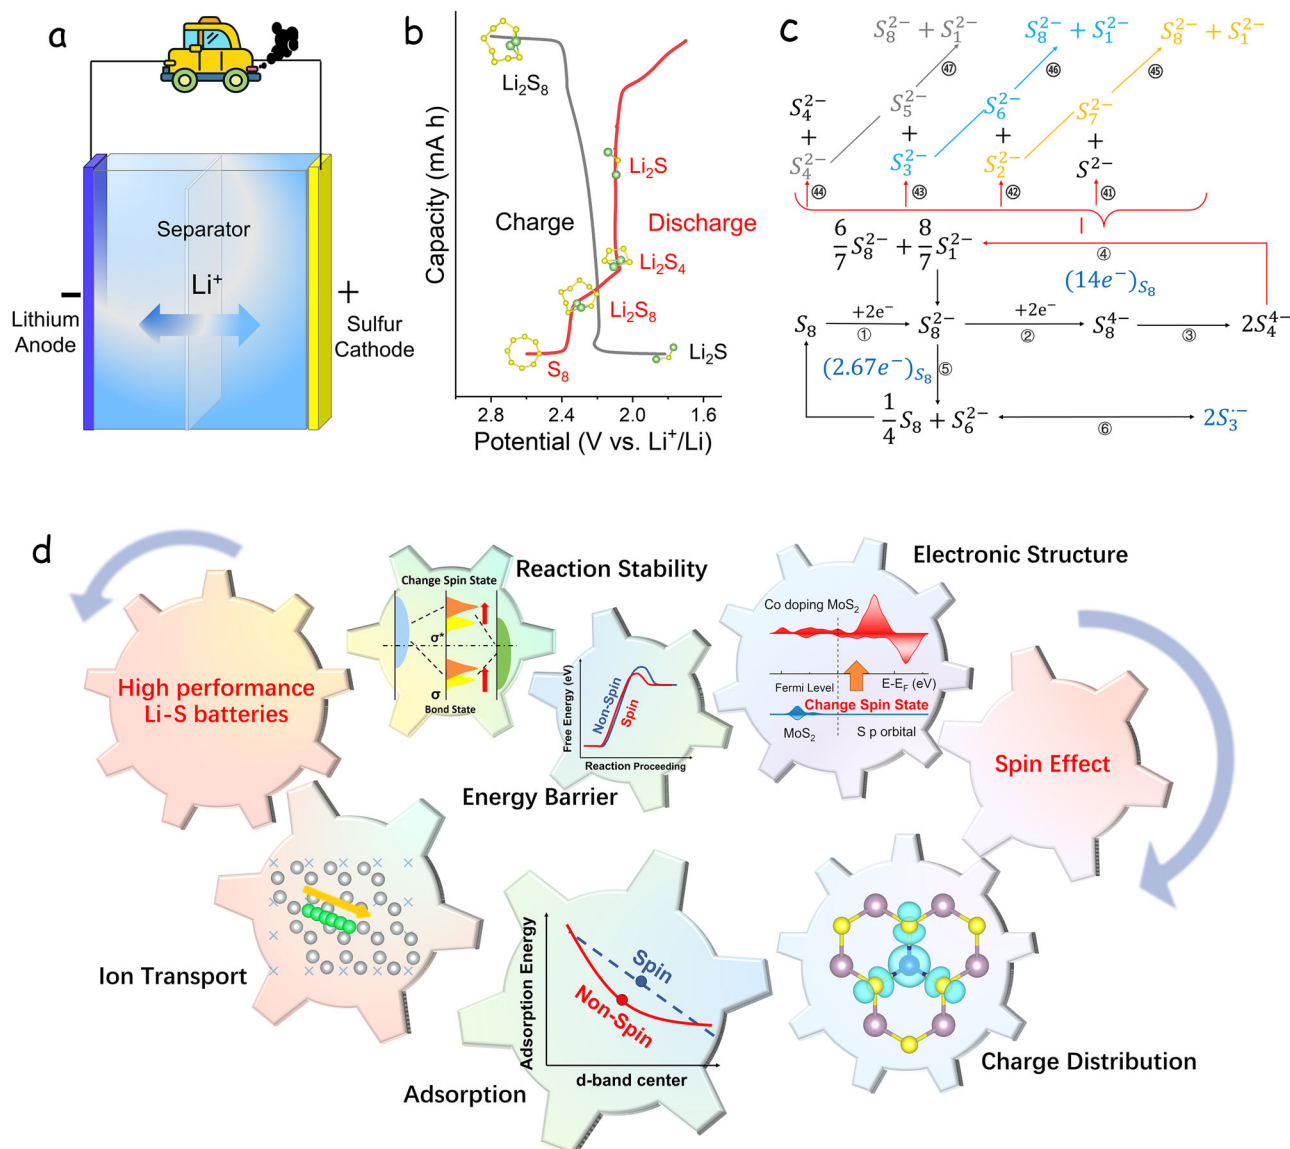 a
Separator
Li⁺
−
Lithium
Anode
+
Sulfur
Cathode
b
Capacity (mA h)
Li₂S₈
Charge
Discharge
Li₂S
Li₂S₄
Li₂S₈
S₈
Li₂S
2.8 2.4 2.0 1.6
Potential (V vs. Li⁺/Li)
c
S₈²⁻ + S₁²⁻ S₈²⁻ + S₁²⁻ S₈²⁻ + S₁²⁻
㊼ ㊻ ㊺
S₄²⁻ S₅²⁻ S₆²⁻ S₇²⁻
+ + + +
S₄²⁻ S₃²⁻ S₂²⁻ S²⁻
㊹ ㊸ ㊷ ㊶
6/7 S₈²⁻ + 8/7 S₁²⁻ ④
(14e⁻)S₈
S₈ +2e⁻ ① S₈²⁻ +2e⁻ ② S₈⁴⁻ ③ 2S₄⁴⁻
(2.67e⁻)S₈ ⑤
1/4 S₈ + S₆²⁻ ⑥ 2S₃·⁻
d
High performance
Li-S batteries
Reaction Stability
Change Spin State
σ*
σ
Bond State
Energy Barrier
Free Energy (eV)
Non-Spin
Spin
Reaction Proceeding
Electronic Structure
Co doping MoS₂
Fermi Level
E-E_F (eV)
Change Spin State
MoS₂
S p orbital
Spin Effect
Ion Transport
Adsorption
Adsorption Energy
Spin
Non-Spin
d-band center
Charge Distribution